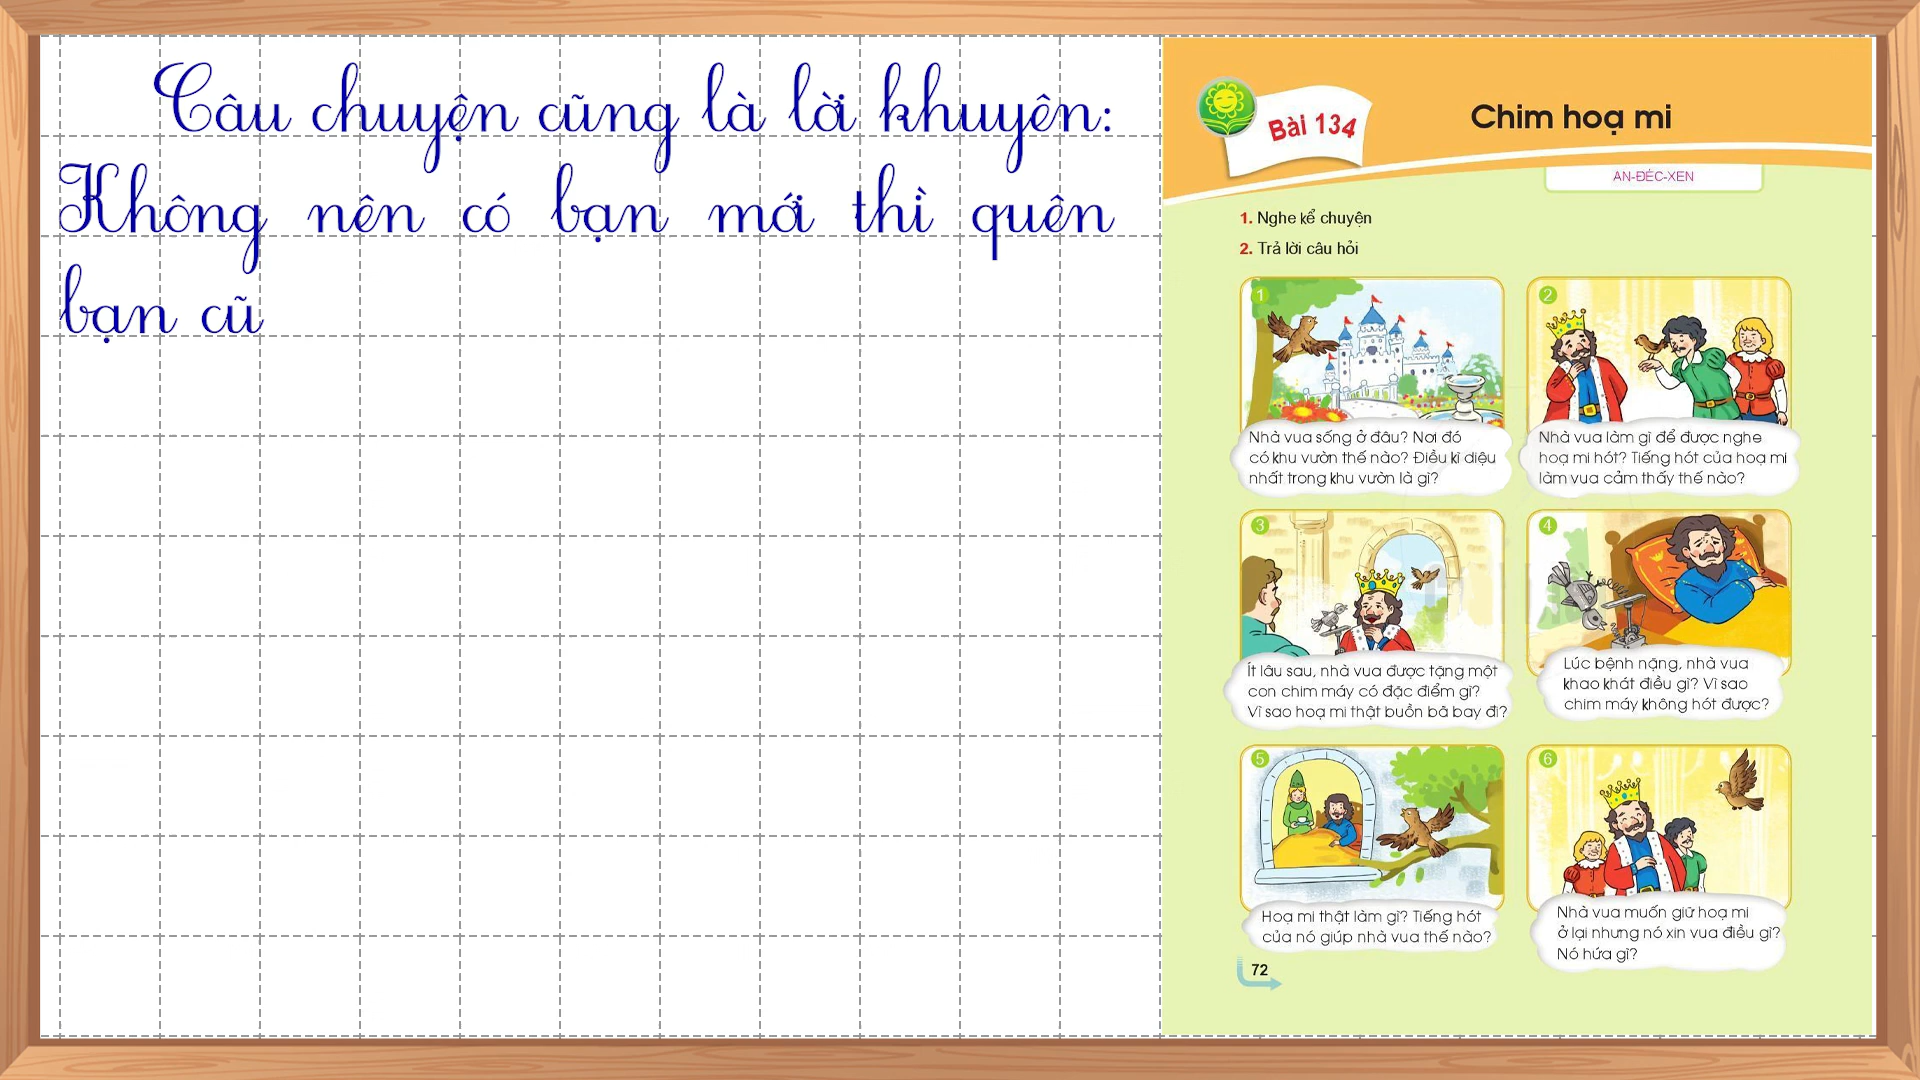 Câu chuyện cũng là lời khuyên:
Không nên có bạn mới thì quên
bạn cũ
Bài 134
Chim hoạ mi
AN-ĐÉC-XEN
1. Nghe kể chuyện
2. Trả lời câu hỏi
1
Nhà vua sống ở đâu? Nơi đó
có khu vườn thế nào? Điều kì diệu
nhất trong khu vườn là gì?
2
Nhà vua làm gì để được nghe
hoạ mi hót? Tiếng hót của hoạ mi
làm vua cảm thấy thế nào?
3
Ít lâu sau, nhà vua được tặng một
con chim máy có đặc điểm gì?
Vì sao hoạ mi thật buồn bã bay đi?
4
Lúc bệnh nặng, nhà vua
khao khát điều gì? Vì sao
chim máy không hót được?
5
Hoạ mi thật làm gì? Tiếng hót
của nó giúp nhà vua thế nào?
6
Nhà vua muốn giữ hoạ mi
ở lại nhưng nó xin vua điều gì?
Nó hứa gì?
72